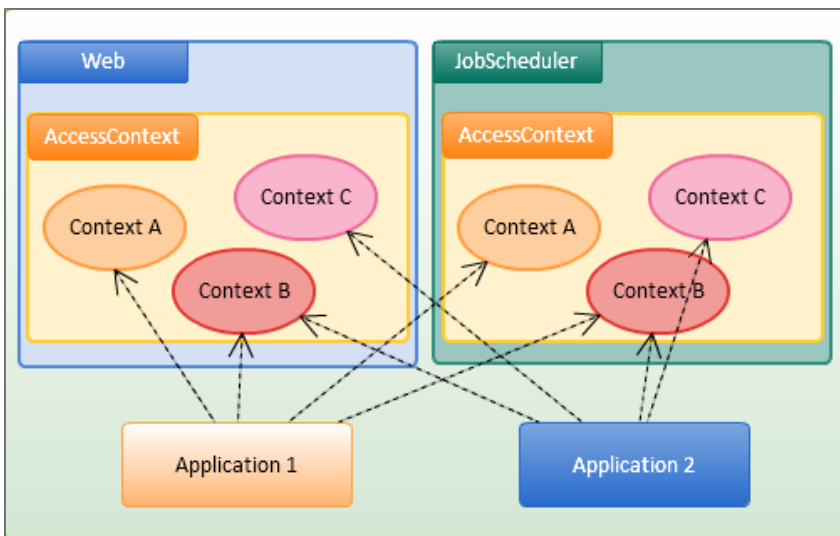 Web
AccessContext
Context A
Context C
Context B
JobScheduler
AccessContext
Context A
Context C
Context B
Application 1
Application 2